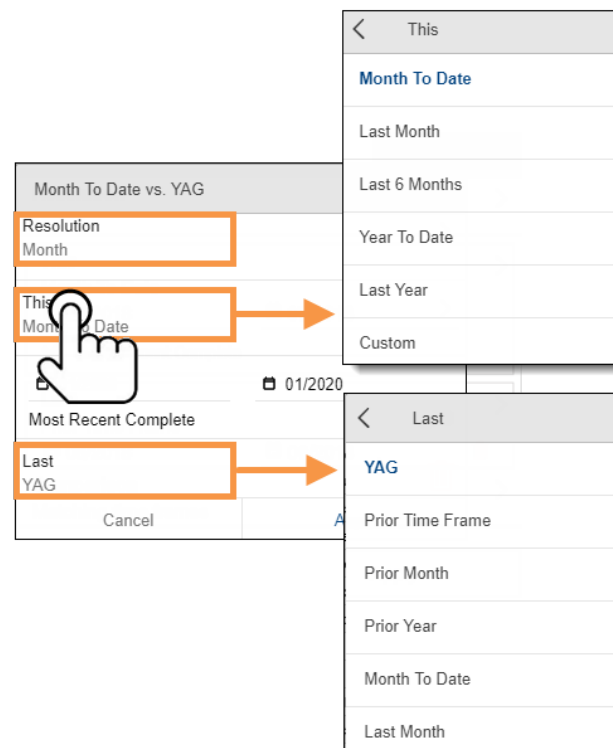 This
Month To Date
Last Month
Last 6 Months
Year To Date
Last Year
Custom
Month To Date vs. YAG
Resolution
Month
This
Date
01/2020
Most Recent Complete
Last
YAG
Cancel
Last
YAG
Prior Time Frame
Prior Month
Prior Year
Month To Date
Last Month